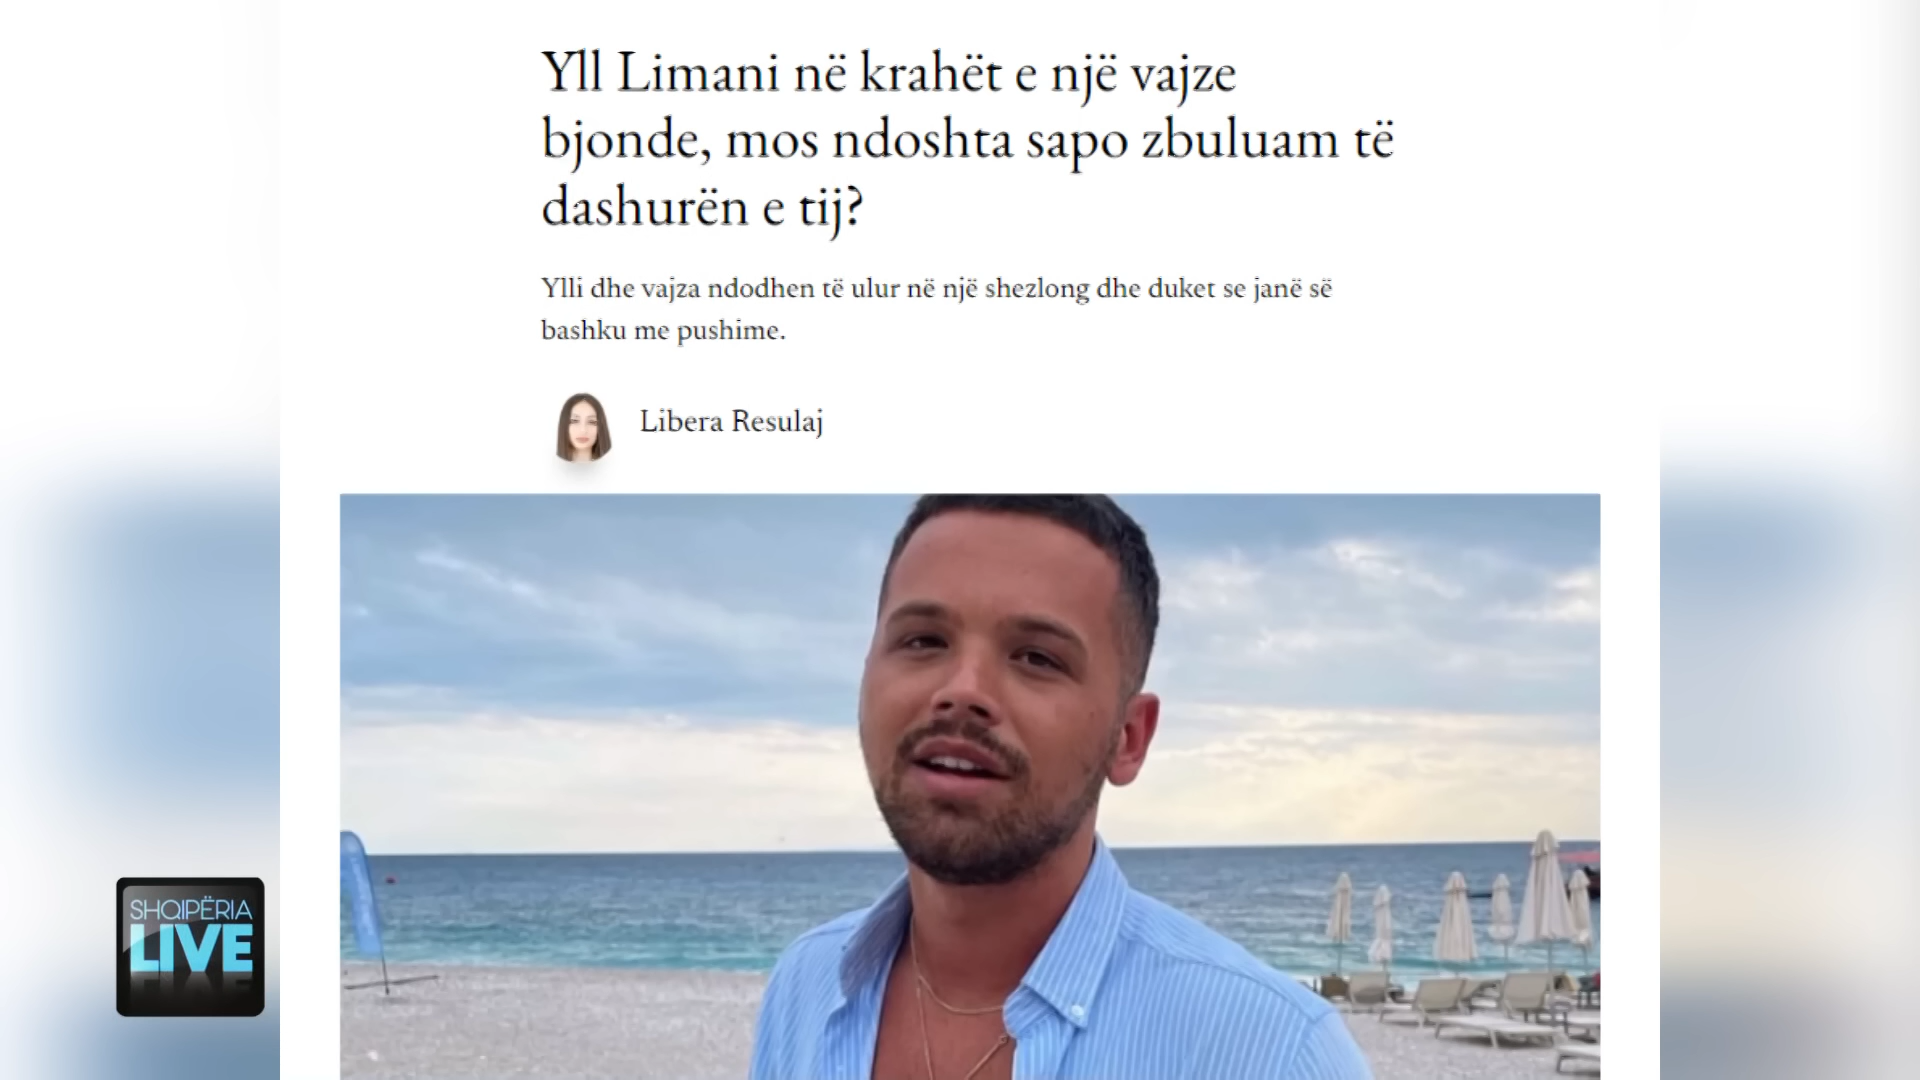 Yll Limani në krahët e një vajze
bjonde, mos ndoshta sapo zbuluam të
dashurën e tij?
Ylli dhe vajza ndodhen të ulur në një shezlong dhe duket se janë së
bashku me pushime.
Libera Resulaj
SHQIPËRIA
LIVE